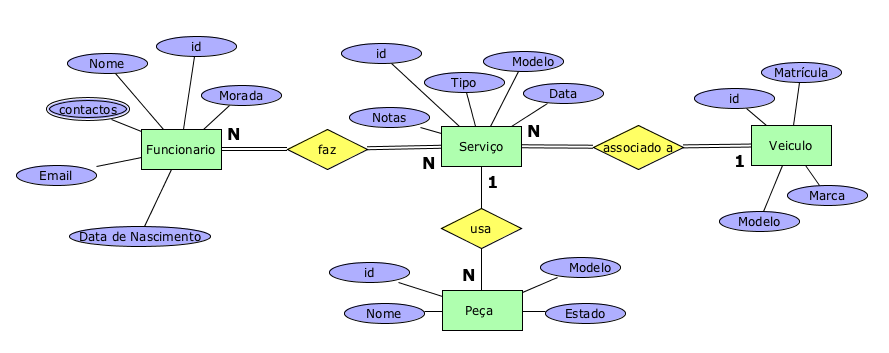 id
id
Nome
Modelo
Matrícula
Tipo
Data
id
Morada
contactos
Notas
N
N
Funcionario
faz
Serviço
associado a
Veiculo
N
1
Email
1
Marca
Modelo
usa
Data de Nascimento
N
id
Modelo
Nome
Peça
Estado